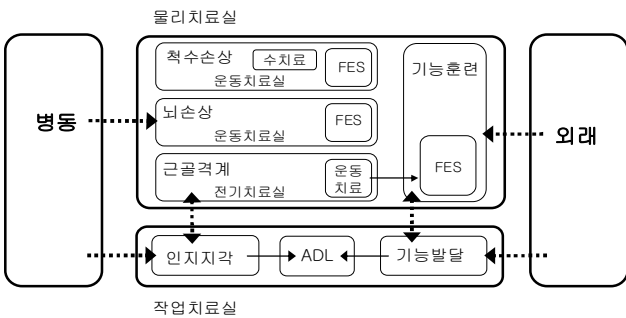 물리치료실
척수손상
수치료
FES
운동치료실
기능훈련
병동
뇌손상
FES
운동치료실
외래
근골격계
운동
치료
FES
전기치료실
인지지각
ADL
기능발달
작업치료실